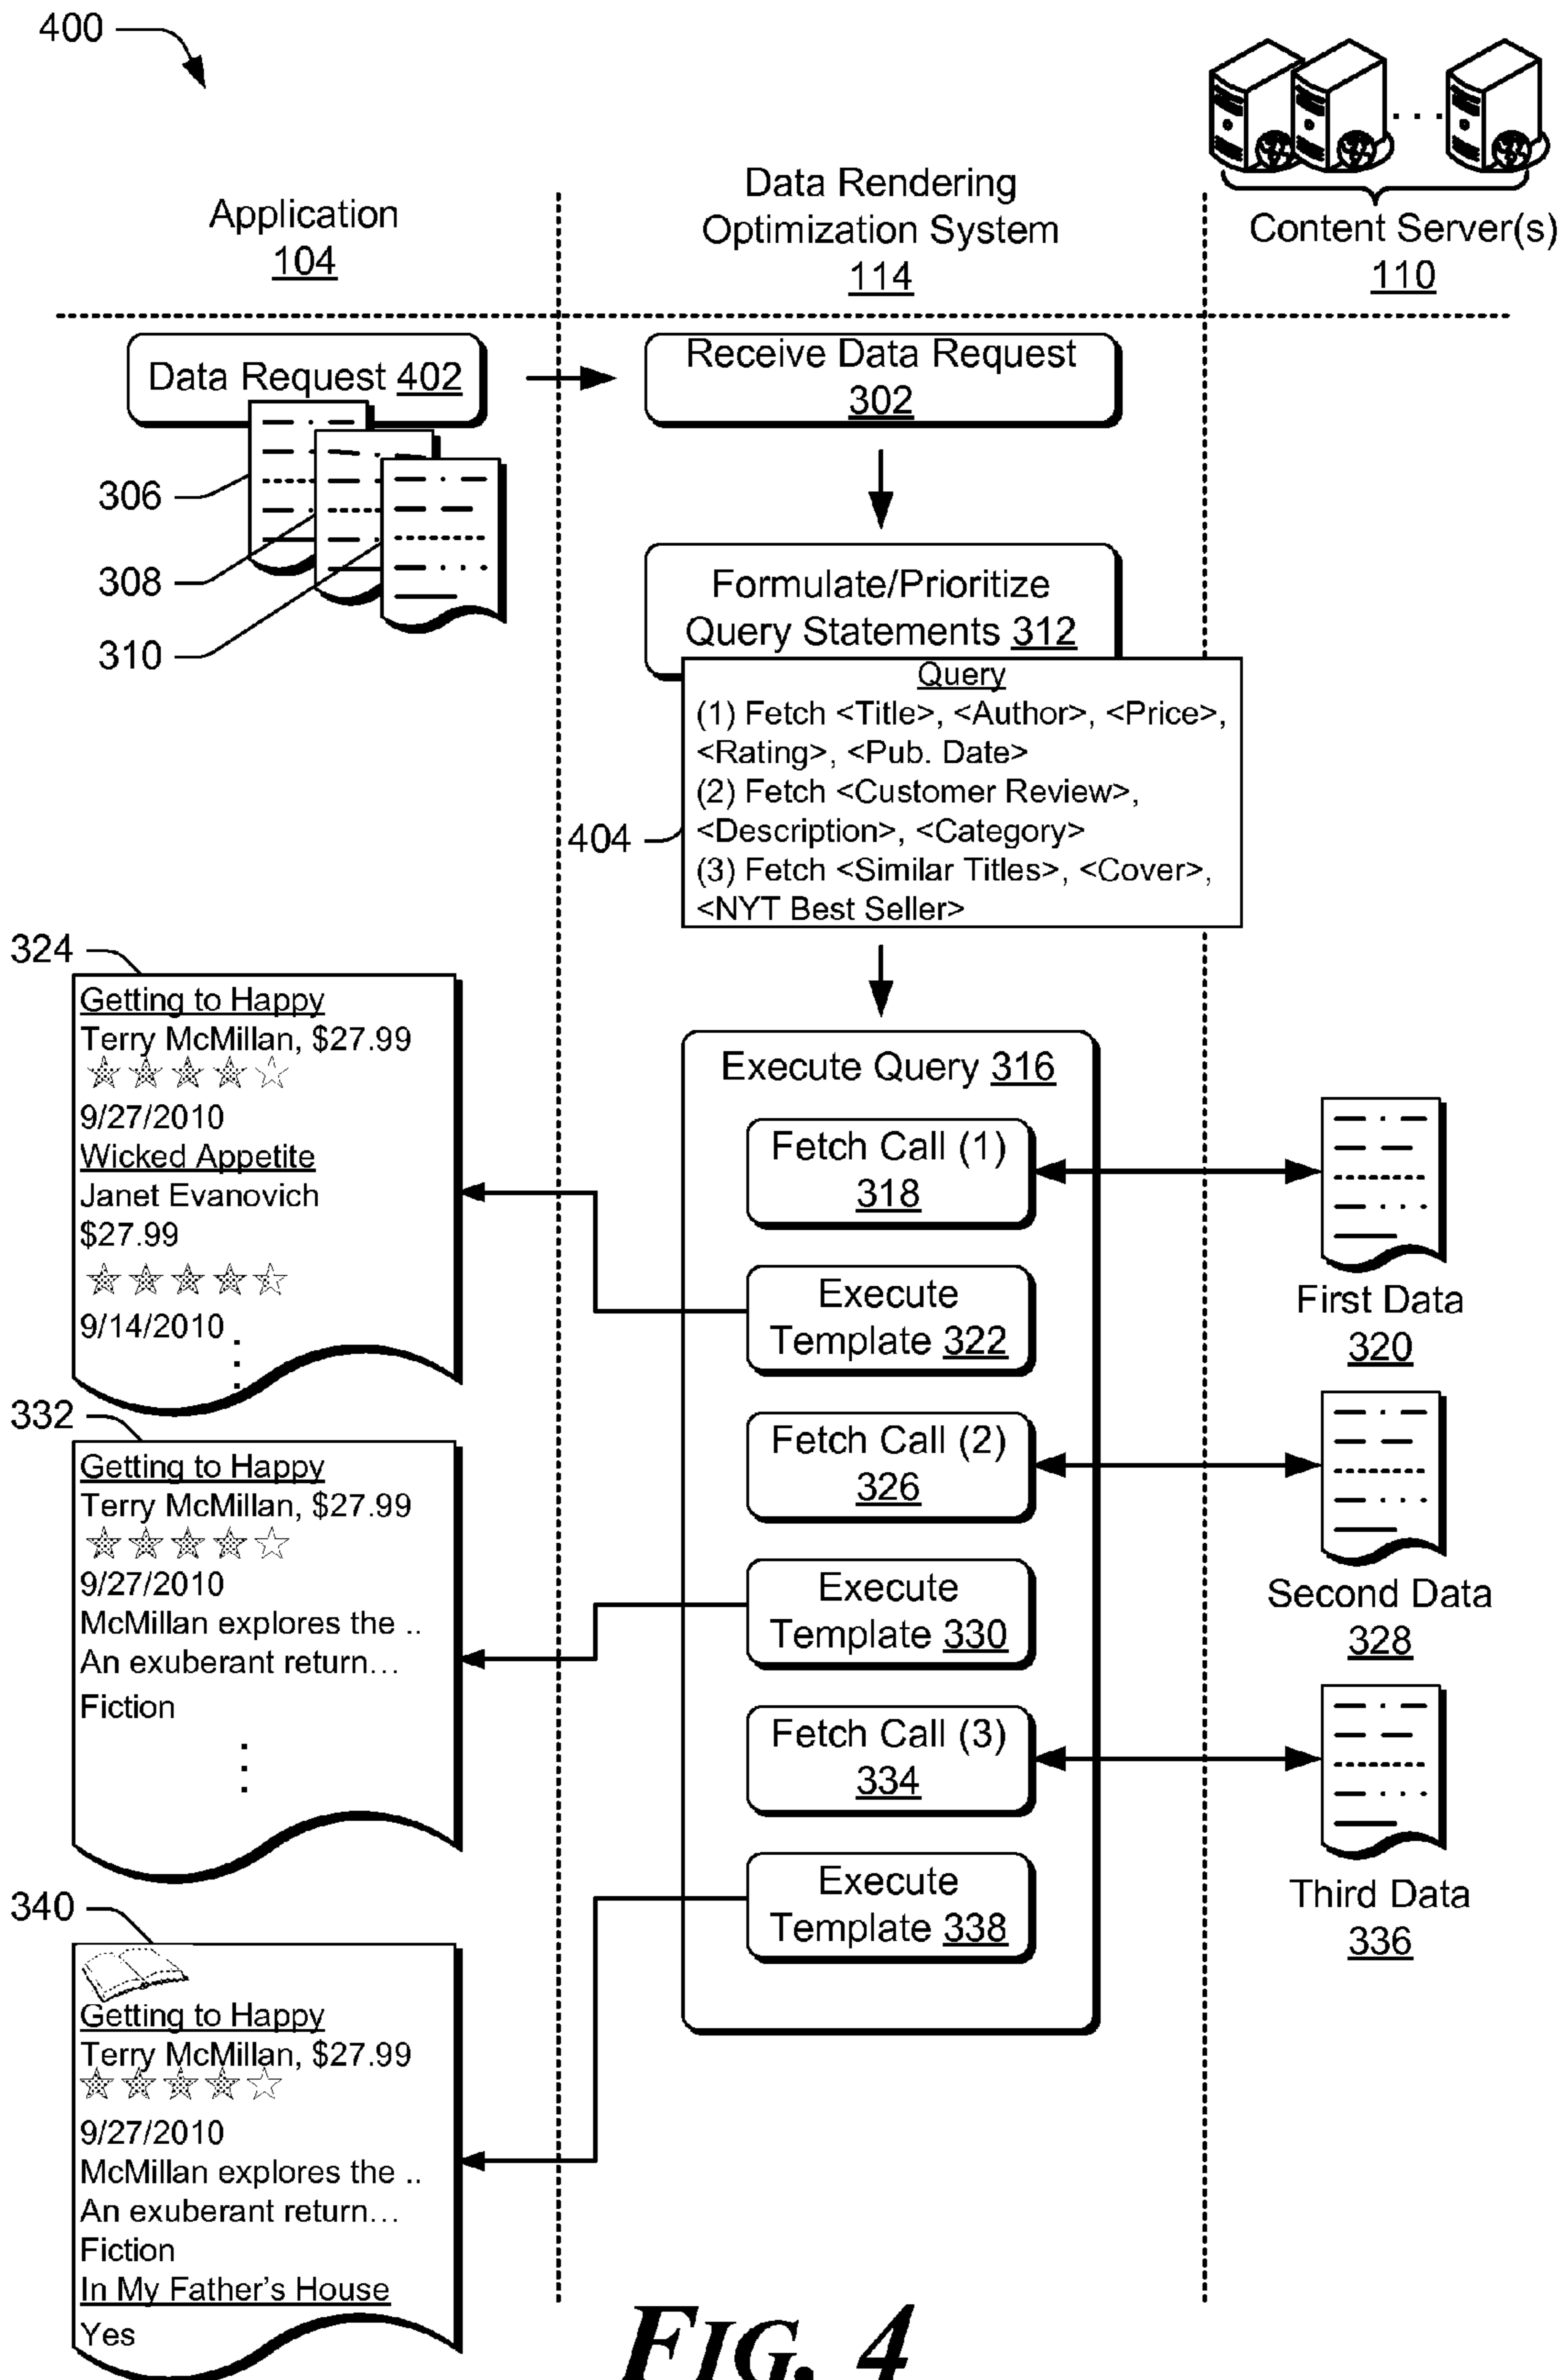 400
Application
104
Data Rendering
Optimization System
114
Content Server(s)
110
Data Request 402
306
308
310
Receive Data Request
302
Formulate/Prioritize
Query Statements 312
Query
(1) Fetch <Title>, <Author>, <Price>,
<Rating>, <Pub. Date>
(2) Fetch <Customer Review>,
<Description>, <Category>
(3) Fetch <Similar Titles>, <Cover>,
<NYT Best Seller>
404
324
Getting to Happy
Terry McMillan, $27.99
9/27/2010
Wicked Appetite
Janet Evanovich
$27.99
9/14/2010
332
Getting to Happy
Terry McMillan, $27.99
9/27/2010
McMillan explores the ..
An exuberant return...
Fiction
340
Getting to Happy
Terry McMillan, $27.99
9/27/2010
McMillan explores the ..
An exuberant return...
Fiction
In My Father's House
Yes
Execute Query 316
Fetch Call (1)
318
Execute
Template 322
Fetch Call (2)
326
Execute
Template 330
Fetch Call (3)
334
Execute
Template 338
First Data
320
Second Data
328
Third Data
336
FIG. 4